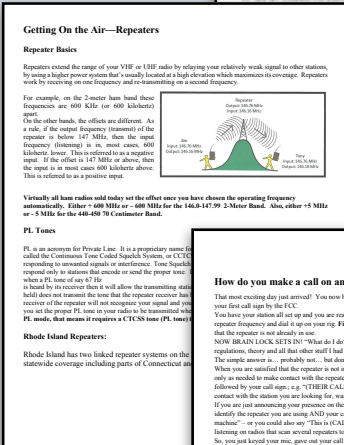 Getting On the Air—Repeaters
Repeater Basics
Repeaters extend the range of your VHF or UHF radio by relaying your relatively weak signal to other stations,
by using a higher power system that's usually located at a high elevation which maximizes its coverage. Repeaters
work by receiving on one frequency and re-transmitting on a second frequency.
For example, on the 2-meter ham band these
frequencies are 600 KHz (or 600 kilohertz)
apart.
On the other bands, the offsets are different. As
a rule, if the output frequency (transmit) of the
repeater is below 147 MHz, then the input
frequency (listening) is in, most cases, 600
kilohertz. lower. This is referred to as a negative
input. If the offset is 147 MHz or above, then
the input is in most cases 600 kilohertz above.
This is referred to as a positive input.
Repeater
Output: 146.76 MHz
Input: 146.16 MHz
Jim
Input: 146.76 MHz
Output: 146.16 MHz
Tony
Input: 146.76 MHz
Output: 146.16 MHz
Virtually all ham radios sold today set the offset once you have chosen the operating frequency
automatically. Either + 600 MHz or – 600 MHz for the 146.0-147.99 2-Meter Band. Also, either +5 MHz
or - 5 MHz for the 440-450 70 Centimeter Band.
PL Tones
PL is an acronym for Private Line. It is a proprietary name fo
called the Continuous Tone Coded Squelch System, or CCTC
responding to unwanted signals or interference. Tone Squelch
respond only to stations that encode or send the proper tone. I
when a PL tone of say 67 Hz
is heard by its receiver then it will allow the transmitting statio
held) does not transmit the tone that the repeater receiver has
receiver of the repeater will not recognize your signal and you
you set the proper PL tone in your radio to be transmitted whe
PL mode, that means it requires a CTCSS tone (PL tone) t
Rhode Island Repeaters:
Rhode Island has two linked repeater systems on the
statewide coverage including parts of Connecticut an
How do you make a call on an
That most exciting day just arrived! You now h
your first call sign by the FCC.
You have your station all set up and you are rea
repeater frequency and dial it up on your rig. Fi
that the repeater is not already in use.
NOW BRAIN LOCK SETS IN! "What do I do'
regulations, theory and all that other stuff I had
The simple answer is… probably not… but don
When you are satisfied that the repeater is not i
only as needed to make contact with the repeate
followed by your call sign.; e.g. "(THEIR CAL
contact with the station you are looking for, wa
If you are just announcing your presence on the
identify the repeater you are using AND your c
machine" – or you could also say "This is (CAL
listening on radios that scan several repeaters to
So, you just keyed your mic, gave out your call